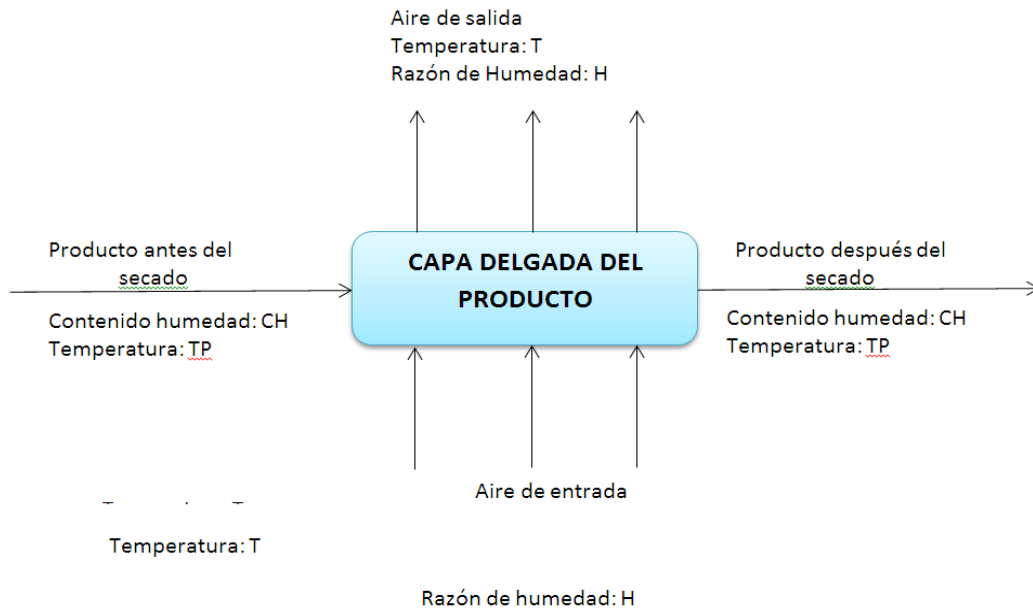 Aire de salida
Temperatura: T
Razón de Humedad: H
Producto antes del
secado
Contenido humedad: CH
Temperatura: TP
CAPA DELGADA DEL
PRODUCTO
Producto después del
secado
Contenido humedad: CH
Temperatura: TP
Aire de entrada
Temperatura: T
Razón de humedad: H